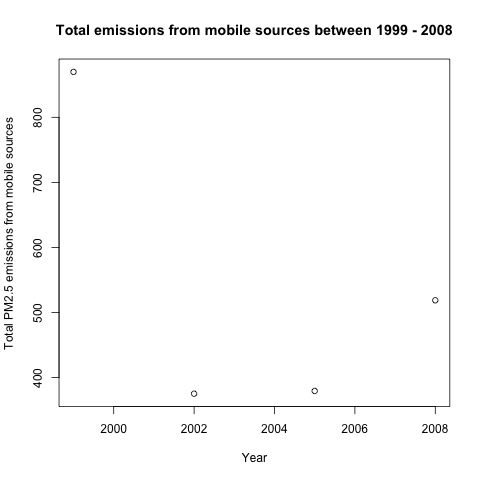 Total emissions from mobile sources between 1999 - 2008
Total PM2.5 emissions from mobile sources
800
700
600
500
400
2000 2002 2004 2006 2008
Year